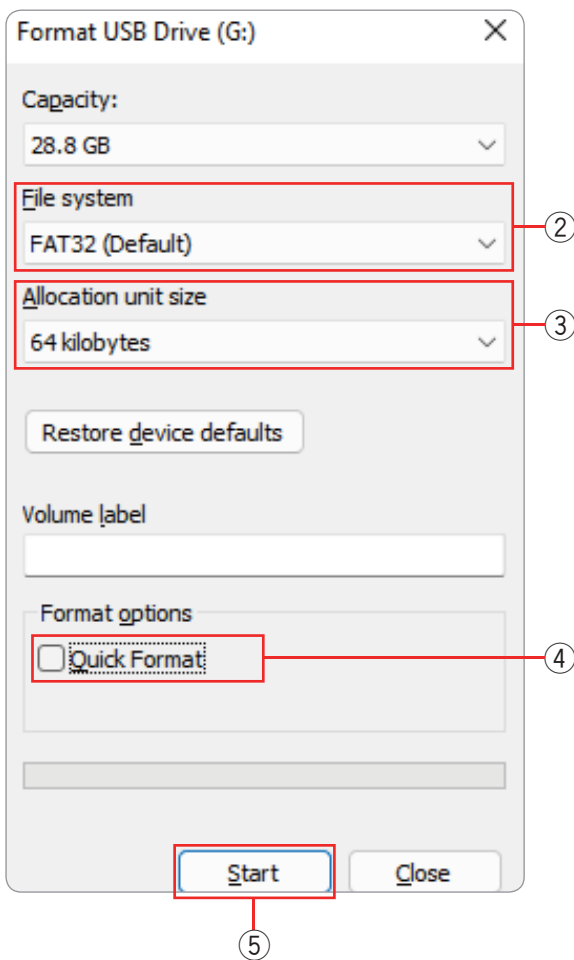 Format USB Drive (G:)
Capacity:
28.8 GB
File system
FAT32 (Default)
②
Allocation unit size
64 kilobytes
③
Restore device defaults
Volume label
Format options
Quick Format
④
Start
Close
⑤